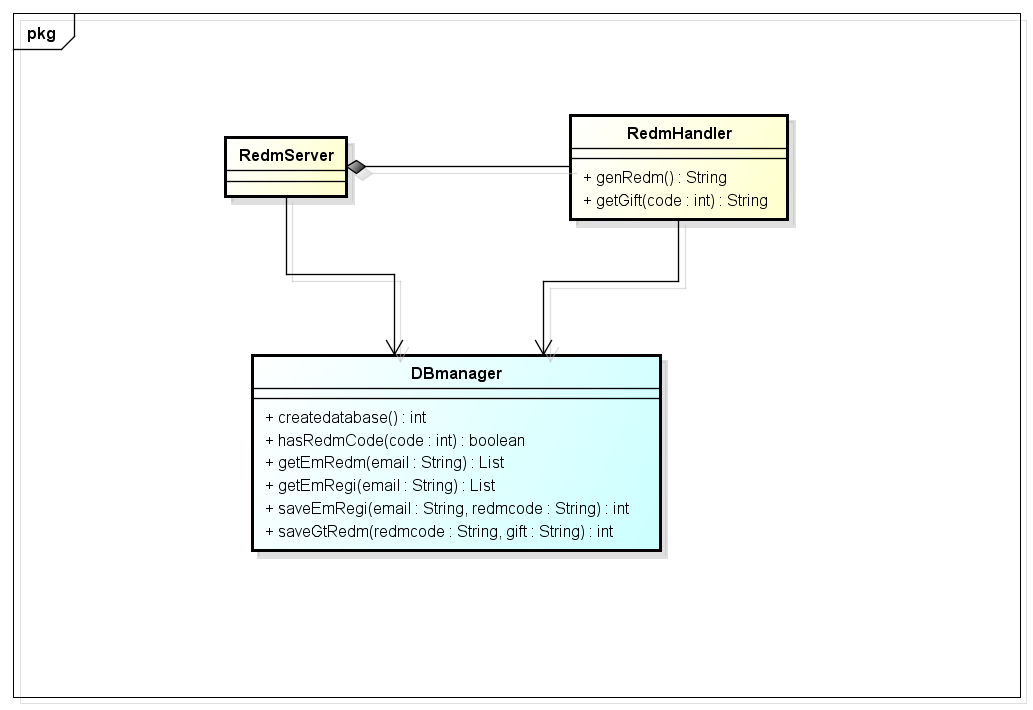 pkg
RedmServer
RedmHandler
+ genRedm() : String
+ getGift(code : int) : String
DBmanager
+ createdatabase() : int
+ hasRedmCode(code : int) : boolean
+ getEmRedm(email : String) : List
+ getEmRegi(email : String) : List
+ saveEmRegi(email : String, redmcode : String) : int
+ saveGtRedm(redmcode : String, gift : String) : int